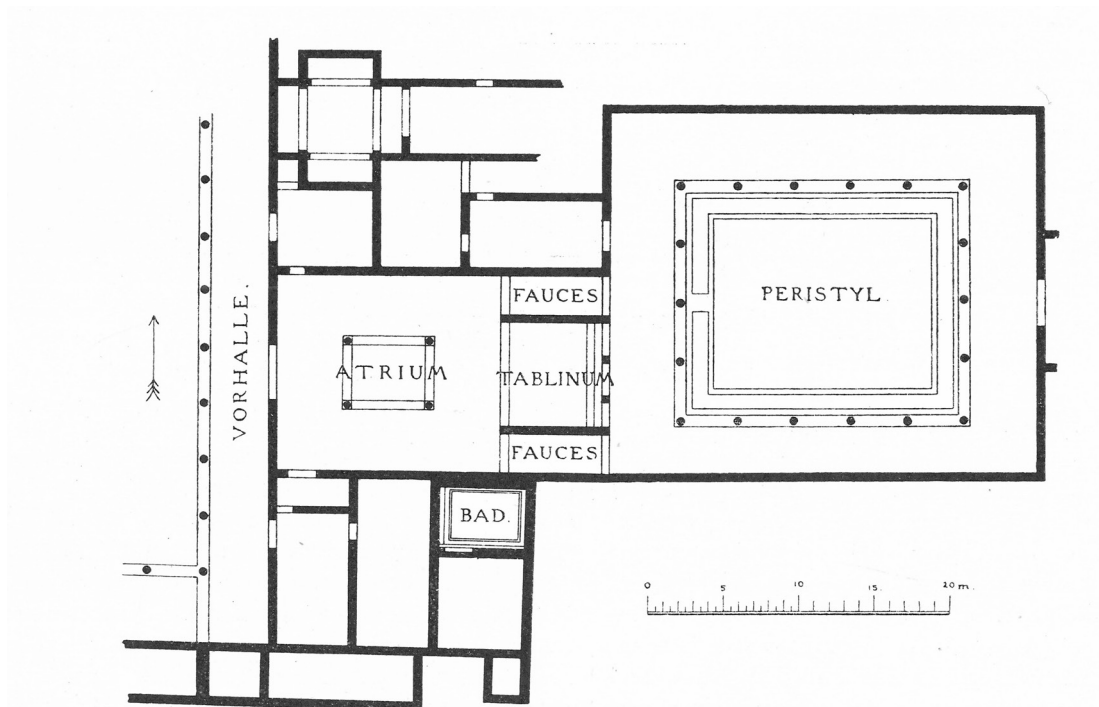 FAUCES
PERISTYL
VORHALLE.
ATRIUM
TABLINUM
FAUCES
BAD.
0 5 10 15. 20 m.